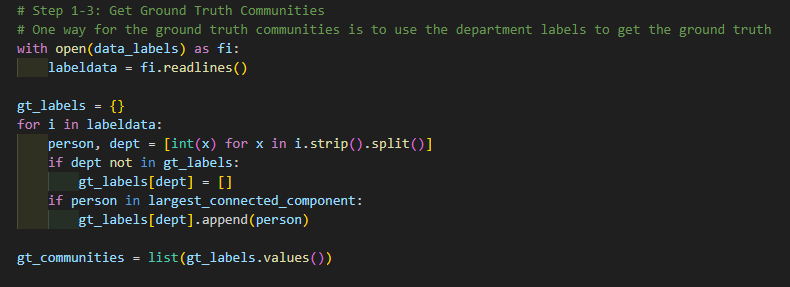 # Step 1-3: Get Ground Truth Communities
# One way for the ground truth communities is to use the department labels to get the ground truth
with open(data_labels) as fi:
    labeldata = fi.readlines()

gt_labels = {}
for i in labeldata:
    person, dept = [int(x) for x in i.strip().split()]
    if dept not in gt_labels:
        gt_labels[dept] = []
    if person in largest_connected_component:
        gt_labels[dept].append(person)

gt_communities = list(gt_labels.values())